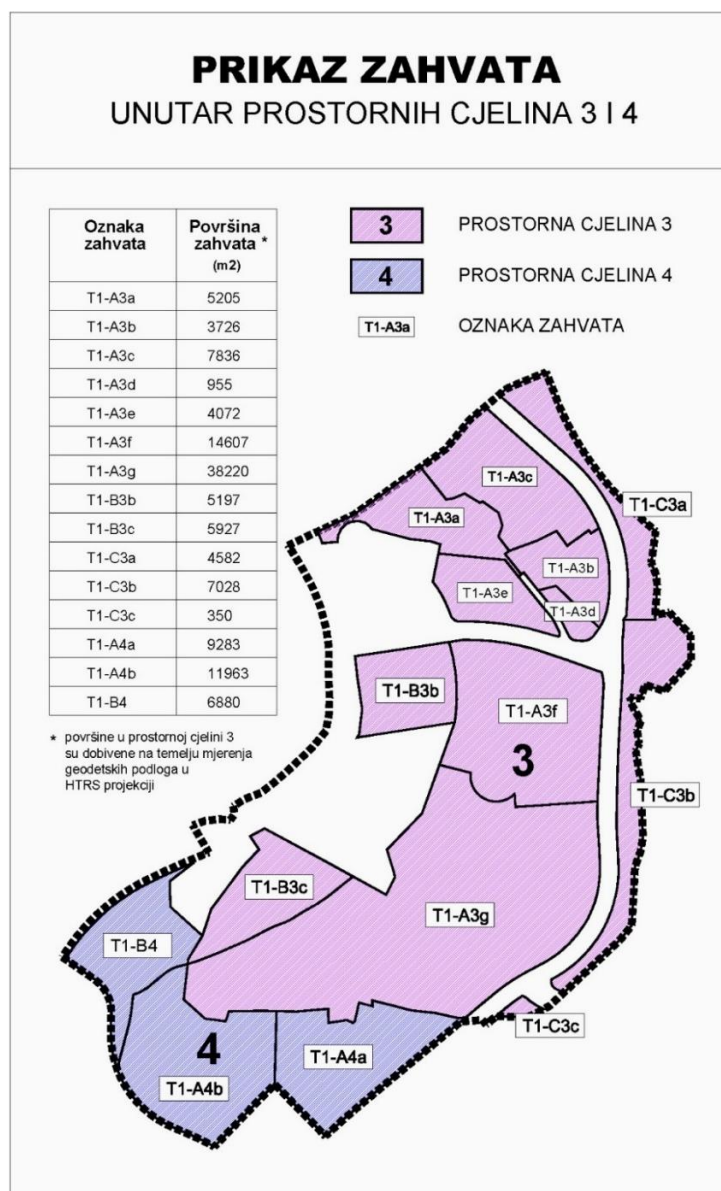 PRIKAZ ZAHVATA
UNUTAR PROSTORNIH CJELINA 3 I 4
Oznaka zahvata Površina zahvata * (m2)
T1-A3a 5205
T1-A3b 3726
T1-A3c 7836
T1-A3d 955
T1-A3e 4072
T1-A3f 14607
T1-A3g 38220
T1-B3b 5197
T1-B3c 5927
T1-C3a 4582
T1-C3b 7028
T1-C3c 350
T1-A4a 9283
T1-A4b 11963
T1-B4 6880
* površine u prostornoj cjelini 3
su dobivene na temelju mjerenja
geodetskih podloga u
HTRS projekciji
3 PROSTORNA CJELINA 3
4 PROSTORNA CJELINA 4
T1-A3a OZNAKA ZAHVATA
T1-A3c
T1-C3a
T1-A3a
T1-A3b
T1-A3e
T1-A3d
T1-B3b
T1-A3f
3
T1-C3b
T1-B3c
T1-A3g
T1-B4
T1-C3c
4
T1-A4a
T1-A4b